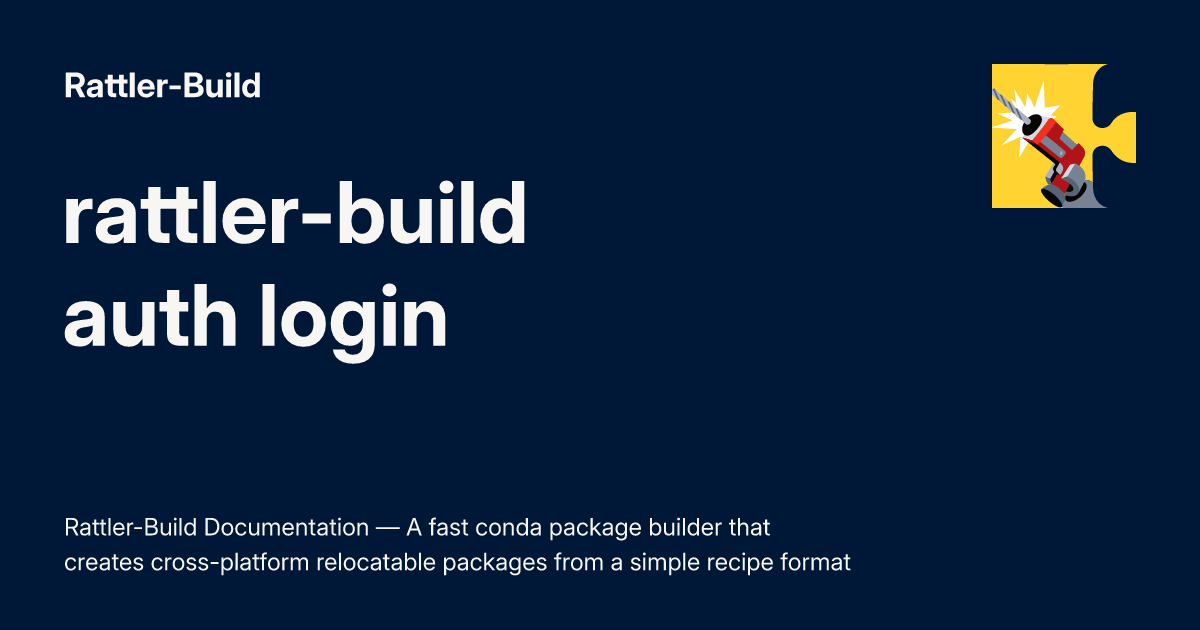 Rattler-Build
rattler-build
auth login
Rattler-Build Documentation — A fast conda package builder that
creates cross-platform relocatable packages from a simple recipe format